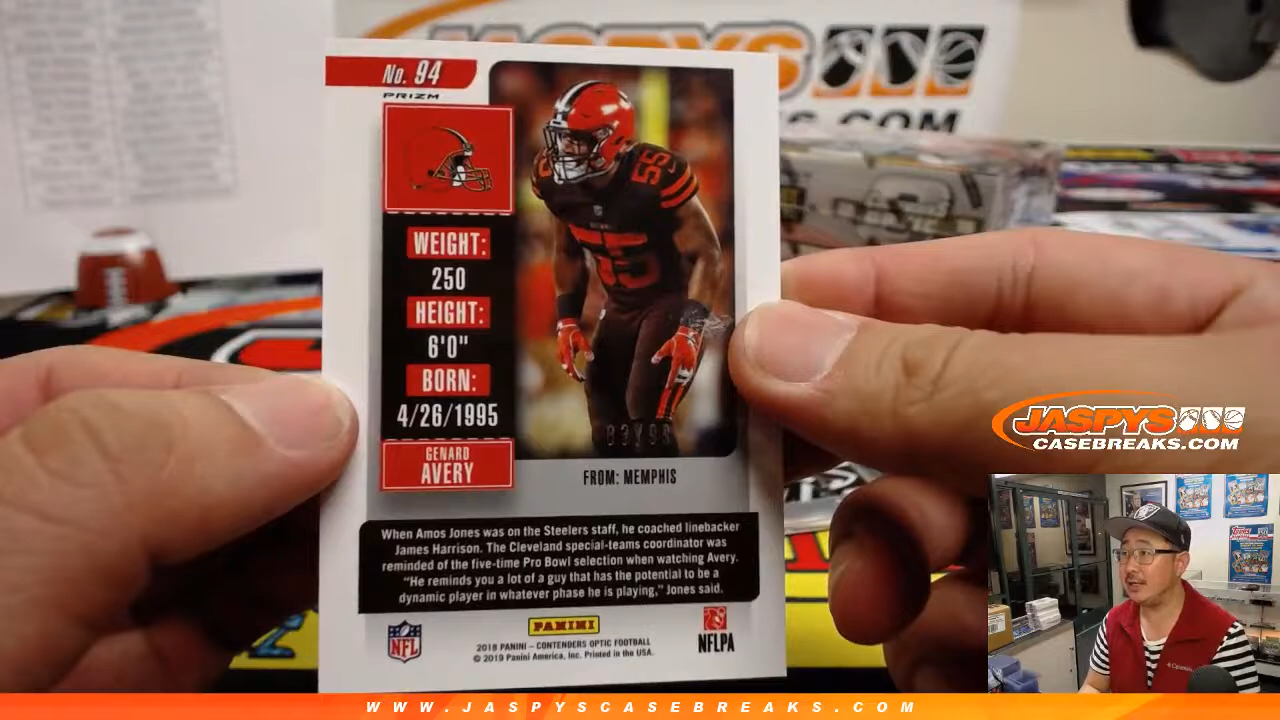 No. 94
PRIZM
WEIGHT:
250
HEIGHT:
6'0"
BORN:
4/26/1995
GENARD
AVERY
55
FROM: MEMPHIS
When Amos Jones was on the Steelers staff, he coached linebacker
James Harrison. The Cleveland special-teams coordinator was
reminded of the five-time Pro Bowl selection when watching Avery.
"He reminds you a lot of a guy that has the potential to be a
dynamic player in whatever phase he is playing," Jones said.
NFL
PANINI
2018 PANINI – CONTENDERS OPTIC FOOTBALL
© 2019 Panini America, Inc. Printed in the USA.
NFLPA
JASPYS
CASEBREAKS.COM
WWW.JASPYSCASEBREAKS.COM